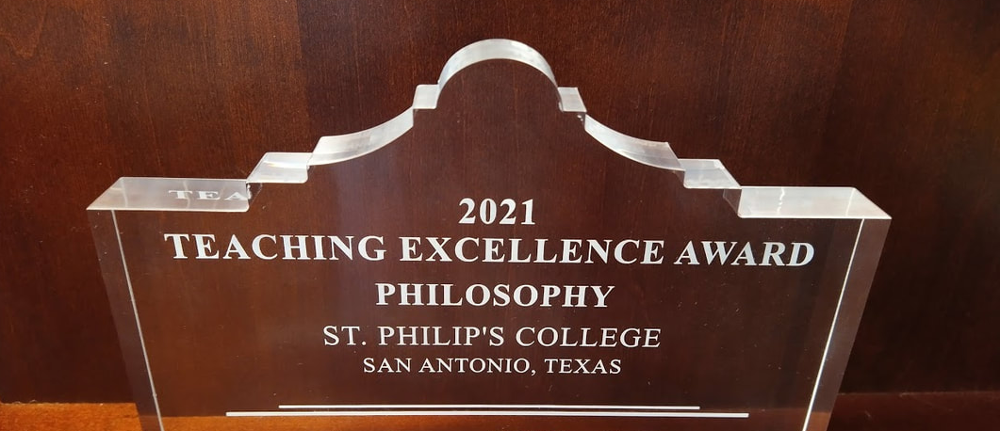 2021
TEACHING EXCELLENCE AWARD
PHILOSOPHY
ST. PHILIP'S COLLEGE
SAN ANTONIO, TEXAS